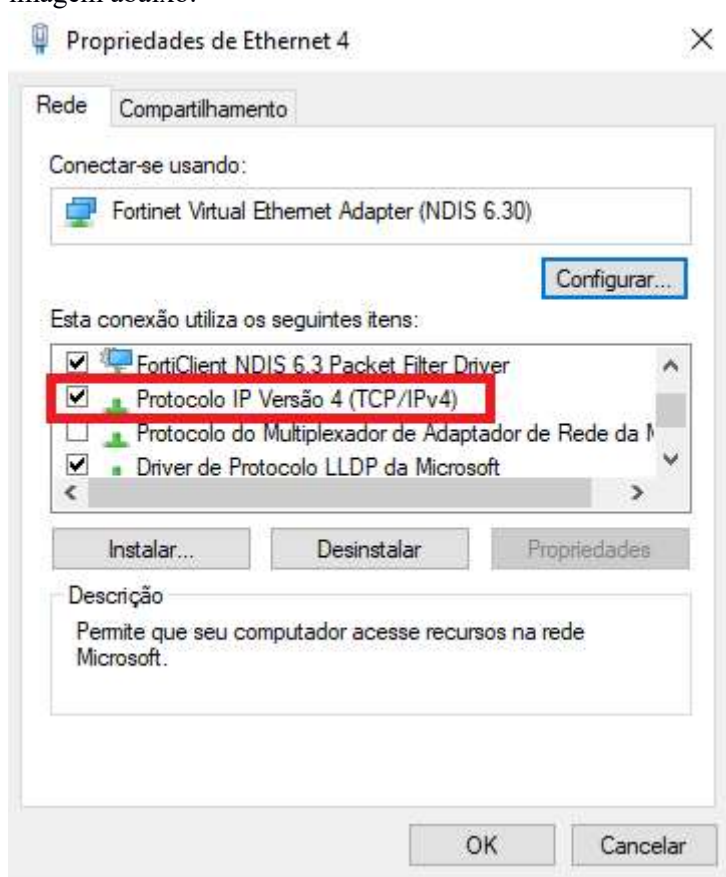 Propriedades de Ethernet 4
Rede
Compartilhamento
Conectar-se usando:
Fortinet Virtual Ethernet Adapter (NDIS 6.30)
Configurar...
Esta conexão utiliza os seguintes itens:
FortiClient NDIS 6.3 Packet Filter Driver
Protocolo IP Versão 4 (TCP/IPv4)
Protocolo do Multiplexador de Adaptador de Rede da
Driver de Protocolo LLDP da Microsoft
Instalar...
Desinstalar
Propriedades
Descrição
Permite que seu computador acesse recursos na rede
Microsoft.
OK
Cancelar